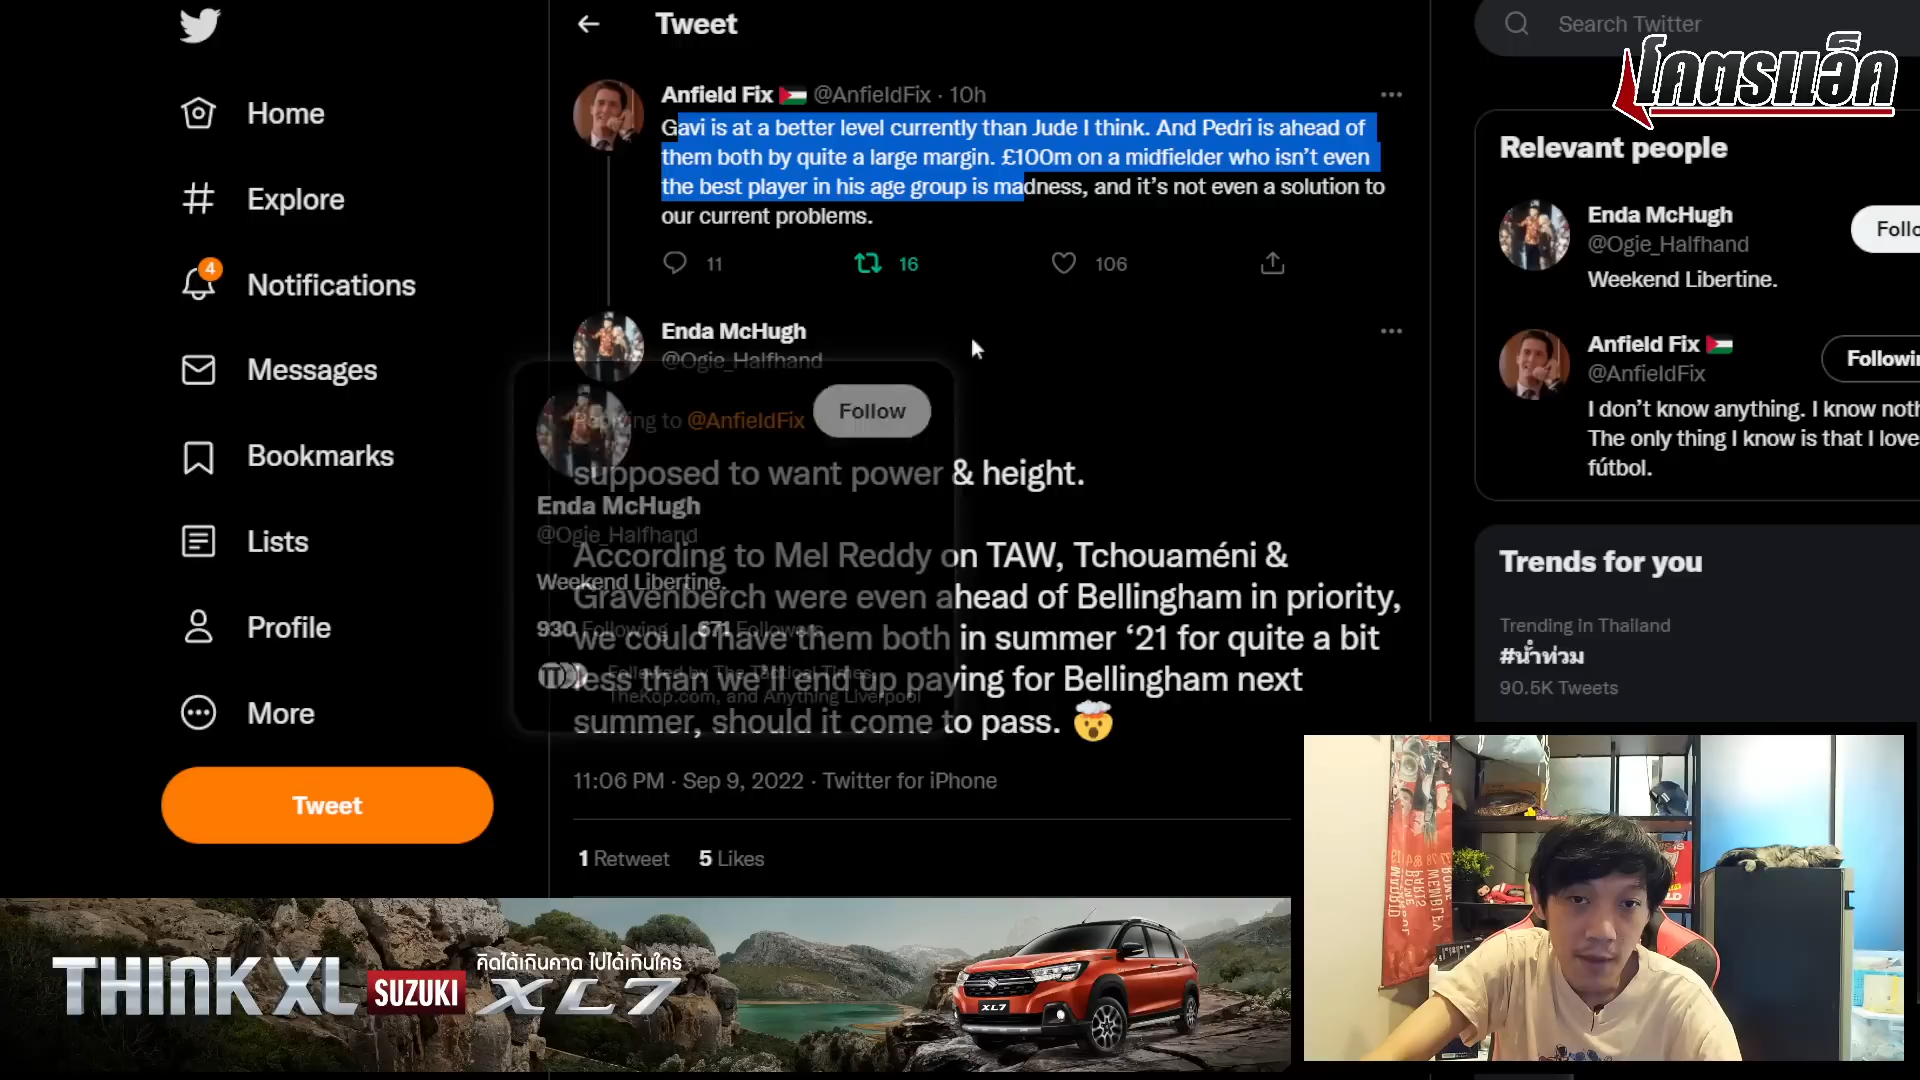 Tweet
Search Twitter
โคตรแอ็ค
Home
Explore
4
Notifications
Messages
Bookmarks
Lists
Profile
More
Tweet
Anfield Fix @AnfieldFix · 10h
Gavi is at a better level currently than Jude I think. And Pedri is ahead of
them both by quite a large margin. £100m on a midfielder who isn't even
the best player in his age group is madness, and it's not even a solution to
our current problems.
11 16 106
Enda McHugh
@Ogie_Halfhand
Replying to @AnfieldFix
supposed to want power & height.
According to Mel Reddy on TAW, Tchouaméni &
Gravenberch were even ahead of Bellingham in priority,
we could have them both in summer '21 for quite a bit
less than we'll end up paying for Bellingham next
summer, should it come to pass.
Follow
Enda McHugh
@Ogie_Halfhand
Weekend Libertine.
930 Following 671 Followers
Followed by The Tactical Times,
TheKop.com, and Anything Liverpool
11:06 PM · Sep 9, 2022 · Twitter for iPhone
1 Retweet 5 Likes
Relevant people
Enda McHugh
@Ogie_Halfhand
Follo
Weekend Libertine.
Anfield Fix
@AnfieldFix
Followin
I don't know anything. I know noth
The only thing I know is that I love
fútbol.
Trends for you
Trending in Thailand
#น้ำท่วม
90.5K Tweets
THINK XL SUZUKI XL7
คิดได้เกินคาด ไปได้เกินใคร
XL7